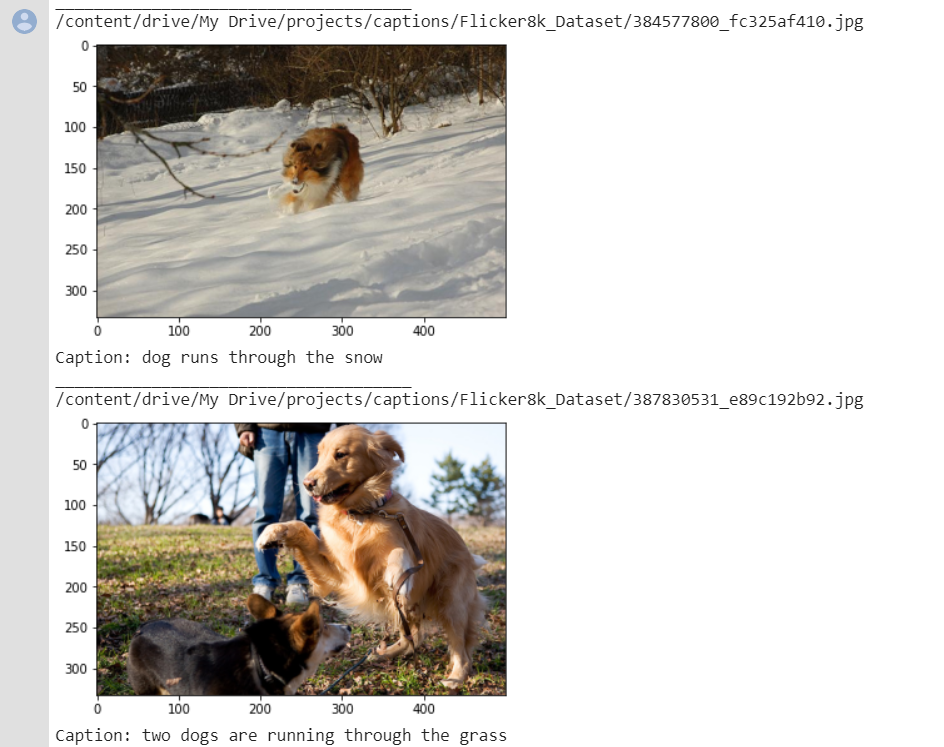 _____________________________________
/content/drive/My Drive/projects/captions/Flicker8k_Dataset/384577800_fc325af410.jpg
0
50
100
150
200
250
300
0 100 200 300 400
Caption: dog runs through the snow
_____________________________________
/content/drive/My Drive/projects/captions/Flicker8k_Dataset/387830531_e89c192b92.jpg
0
50
100
150
200
250
300
0 100 200 300 400
Caption: two dogs are running through the grass